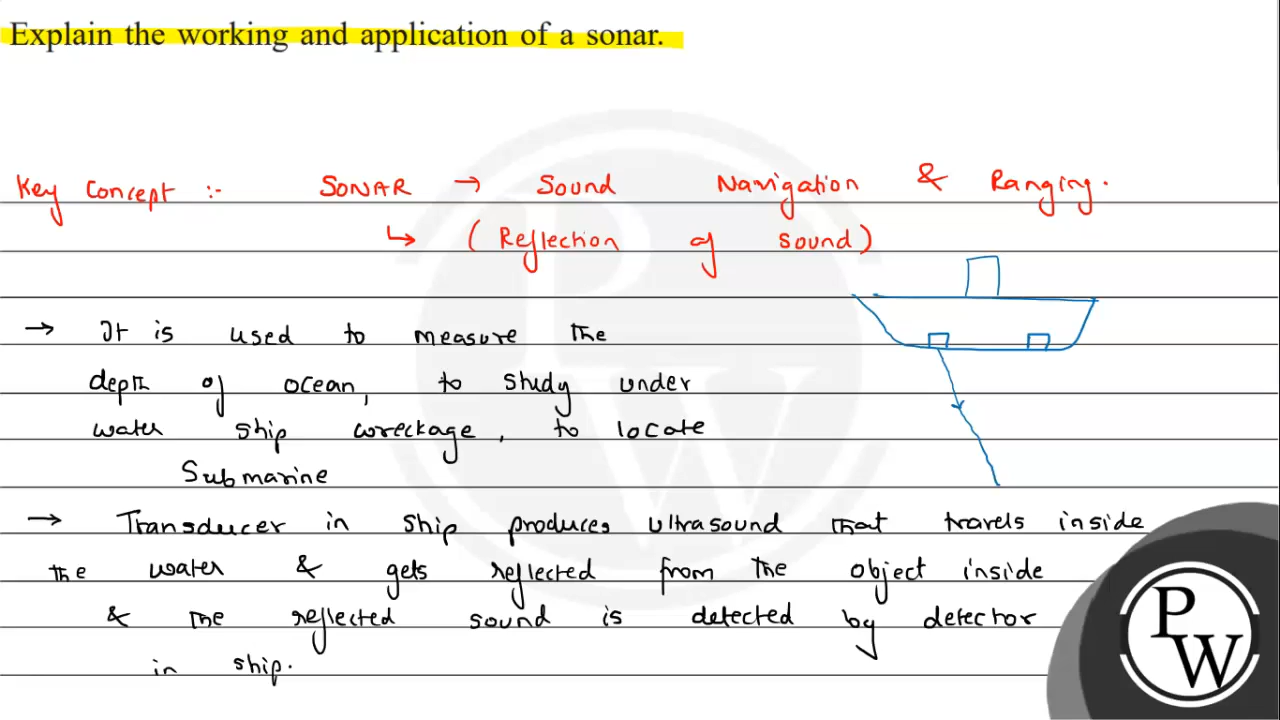 Explain the working and application of a sonar.
Key Concept :- SONAR → Sound Navigation & Ranging.
↳ (Reflection of sound)
→ It is used to measure the
depth of ocean, to study under
water ship wreckage, to locate
Submarine
→ Transducer in ship produces ultrasound that travels inside
the water & gets reflected from the object inside
& the reflected sound is detected by detector
in ship.
P
W